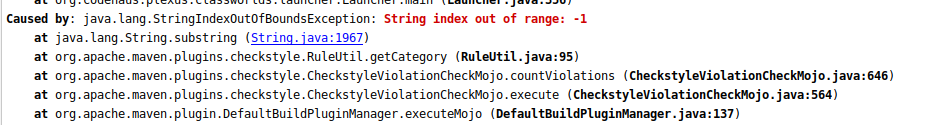 at org.codehaus.plexus.classworlds.launcher.Launcher.main (Launcher.java:356)
Caused by: java.lang.StringIndexOutOfBoundsException: String index out of range: -1
at java.lang.String.substring (String.java:1967)
at org.apache.maven.plugins.checkstyle.RuleUtil.getCategory (RuleUtil.java:95)
at org.apache.maven.plugins.checkstyle.CheckstyleViolationCheckMojo.countViolations (CheckstyleViolationCheckMojo.java:646)
at org.apache.maven.plugins.checkstyle.CheckstyleViolationCheckMojo.execute (CheckstyleViolationCheckMojo.java:564)
at org.apache.maven.plugin.DefaultBuildPluginManager.executeMojo (DefaultBuildPluginManager.java:137)